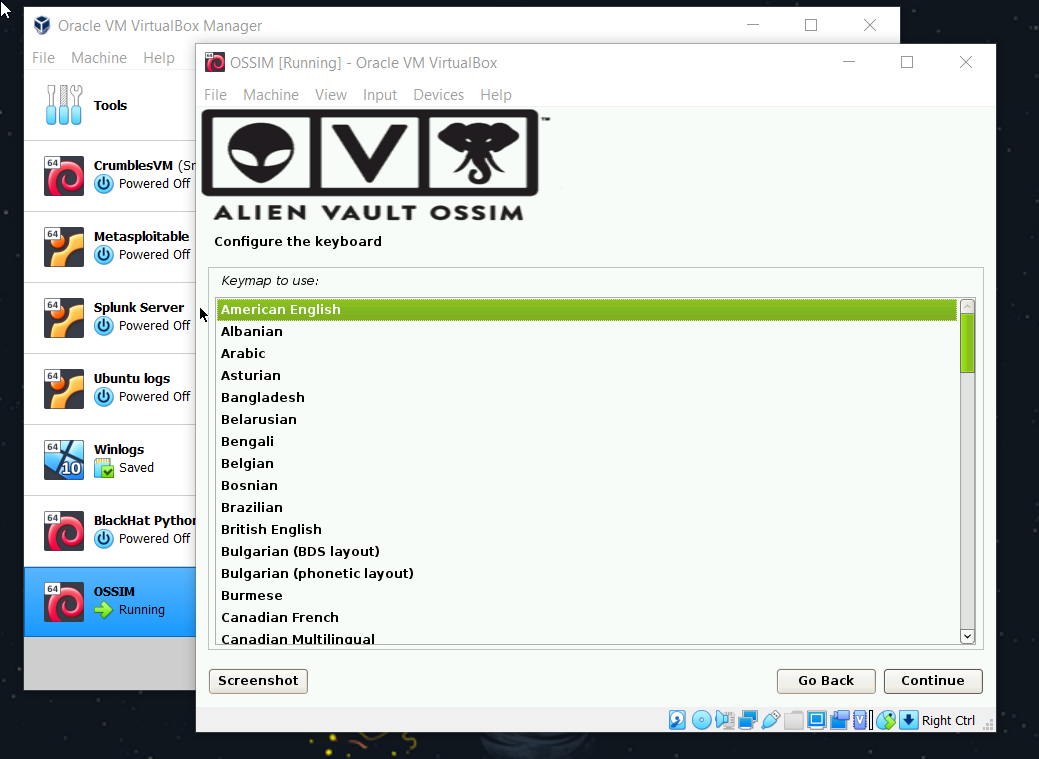 Oracle VM VirtualBox Manager
File Machine Help
Tools
64
CrumblesVM (Sr
Powered Off
64
Metasploitable
Powered Off
64
Splunk Server
Powered Off
64
Ubuntu logs
Powered Off
64
10
Winlogs
Saved
64
BlackHat Python
Powered Off
64
OSSIM
Running
64
OSSIM [Running] - Oracle VM VirtualBox
File Machine View Input Devices Help
V
™
ALIEN VAULT OSSIM
Configure the keyboard
Keymap to use:
American English
Albanian
Arabic
Asturian
Bangladesh
Belarusian
Bengali
Belgian
Bosnian
Brazilian
British English
Bulgarian (BDS layout)
Bulgarian (phonetic layout)
Burmese
Canadian French
Canadian Multilingual
Screenshot
Go Back
Continue
V
Right Ctrl